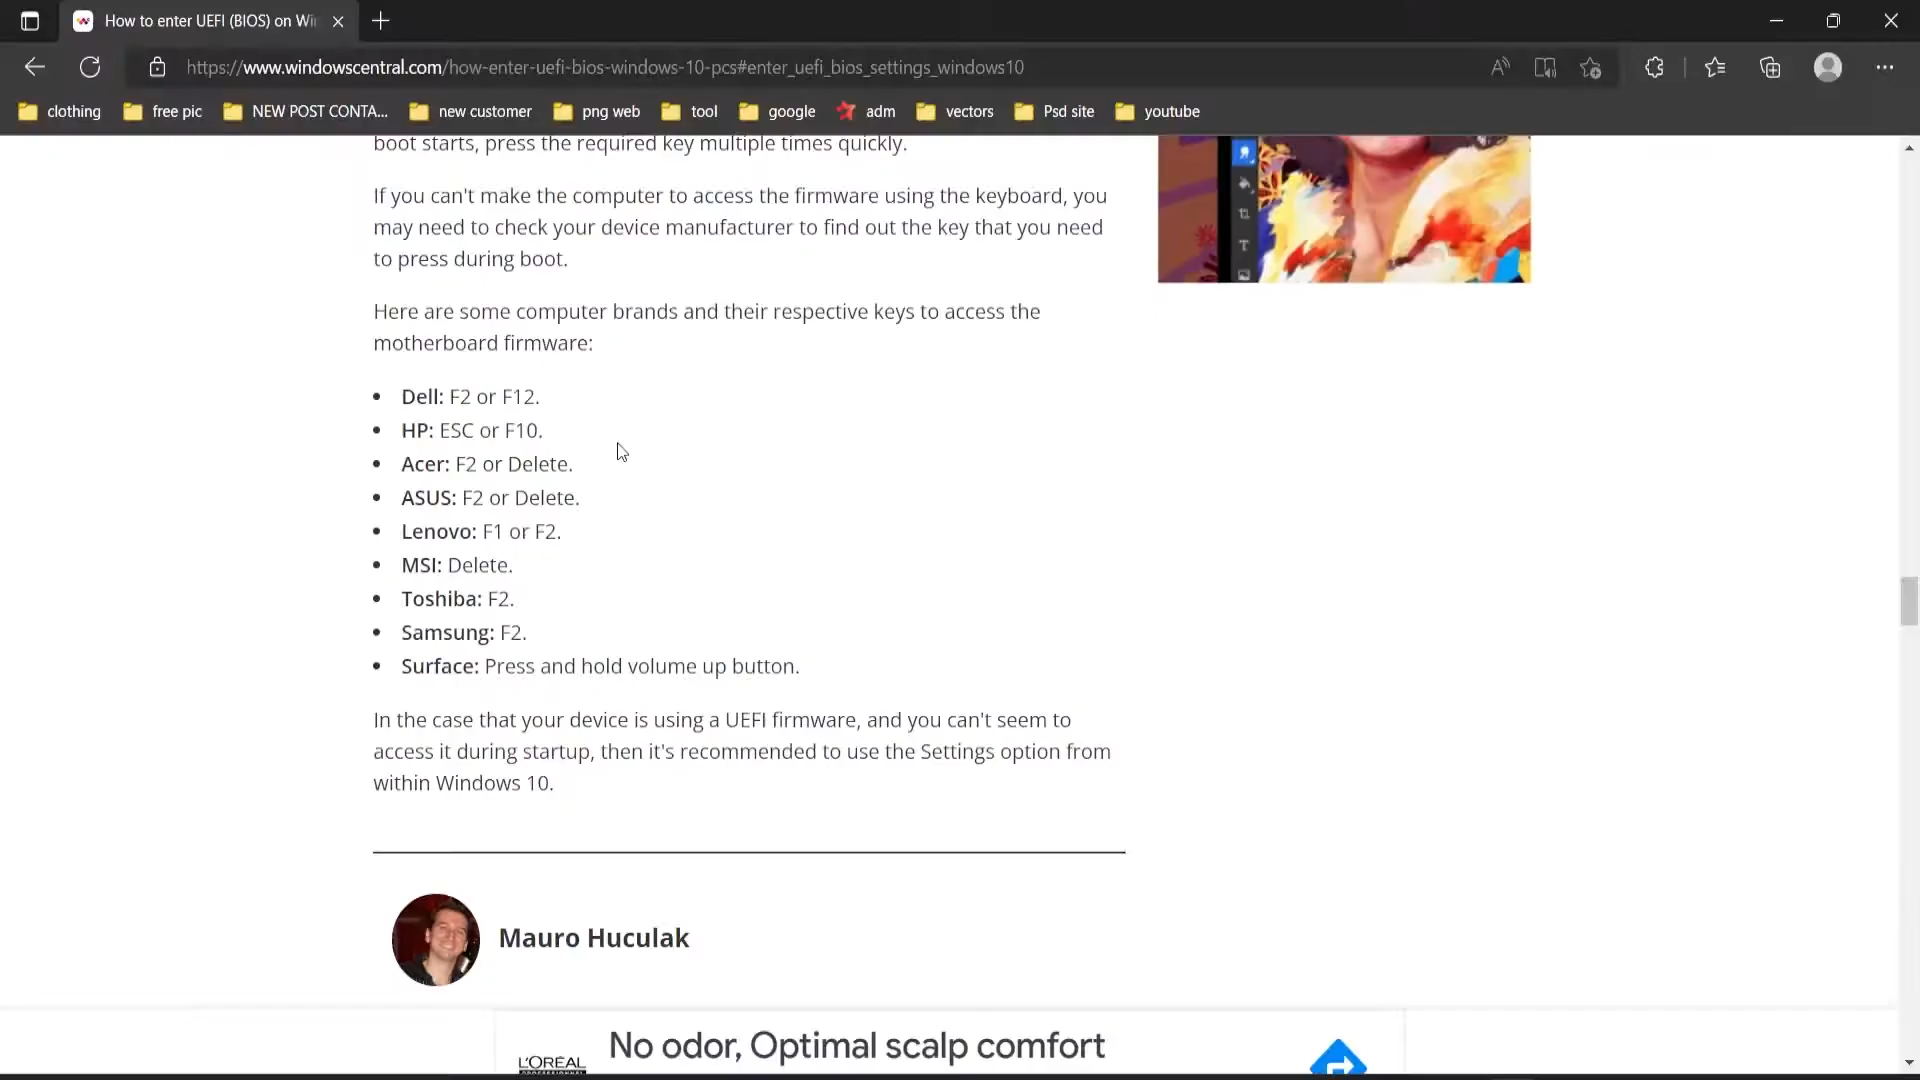 How to enter UEFI (BIOS) on Wi
https://www.windowscentral.com/how-enter-uefi-bios-windows-10-pcs#enter_uefi_bios_settings_windows10
clothing
free pic
NEW POST CONTA...
new customer
png web
tool
google
adm
vectors
Psd site
youtube
boot starts, press the required key multiple times quickly.
If you can't make the computer to access the firmware using the keyboard, you
may need to check your device manufacturer to find out the key that you need
to press during boot.
Here are some computer brands and their respective keys to access the
motherboard firmware:
• Dell: F2 or F12.
• HP: ESC or F10.
• Acer: F2 or Delete.
• ASUS: F2 or Delete.
• Lenovo: F1 or F2.
• MSI: Delete.
• Toshiba: F2.
• Samsung: F2.
• Surface: Press and hold volume up button.
In the case that your device is using a UEFI firmware, and you can't seem to
access it during startup, then it's recommended to use the Settings option from
within Windows 10.
Mauro Huculak
No odor, Optimal scalp comfort
L'ORÉAL